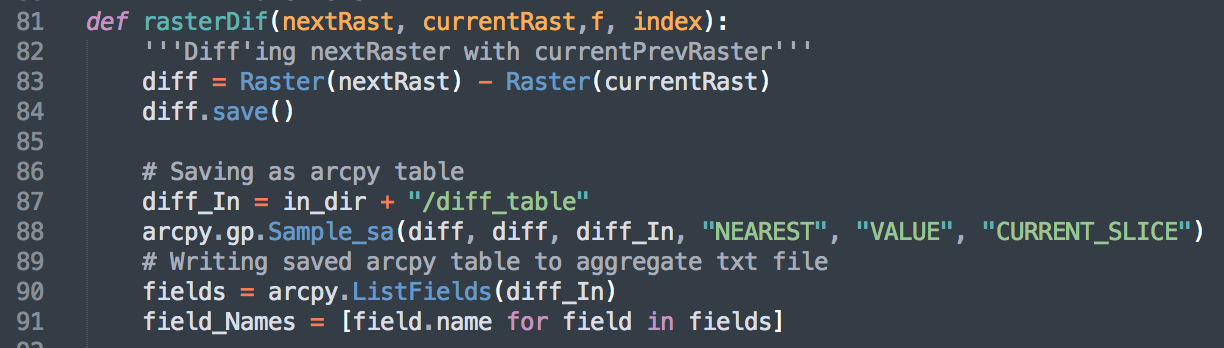 81 def rasterDif(nextRast, currentRast,f, index):
82 '''Diff'ing nextRaster with currentPrevRaster'''
83 diff = Raster(nextRast) - Raster(currentRast)
84 diff.save()
85
86 # Saving as arcpy table
87 diff_In = in_dir + "/diff_table"
88 arcpy.gp.Sample_sa(diff, diff, diff_In, "NEAREST", "VALUE", "CURRENT_SLICE")
89 # Writing saved arcpy table to aggregate txt file
90 fields = arcpy.ListFields(diff_In)
91 field_Names = [field.name for field in fields]